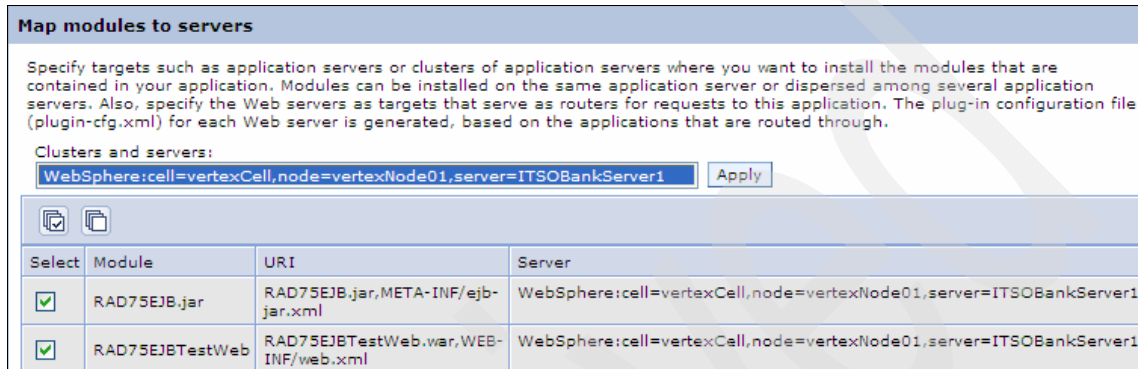 Map modules to servers
Specify targets such as application servers or clusters of application servers where you want to install the modules that are
contained in your application. Modules can be installed on the same application server or dispersed among several application
servers. Also, specify the Web servers as targets that serve as routers for requests to this application. The plug-in configuration file
(plugin-cfg.xml) for each Web server is generated, based on the applications that are routed through.
Clusters and servers:
WebSphere:cell=vertexCell,node=vertexNode01,server=ITSOBankServer1 Apply
Select Module URI Server
RAD75EJB.jar RAD75EJB.jar,META-INF/ejb- WebSphere:cell=vertexCell,node=vertexNode01,server=ITSOBankServer1
jar.xml
RAD75EJBTestWeb RAD75EJBTestWeb.war,WEB- WebSphere:cell=vertexCell,node=vertexNode01,server=ITSOBankServer1
INF/web.xml